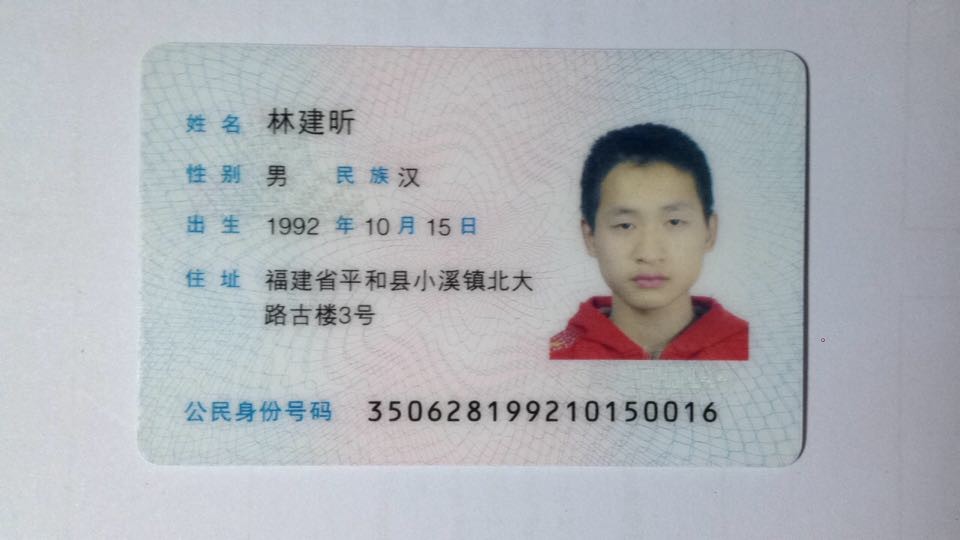 姓名 林建昕
性别 男 民族 汉
出生 1992 年 10 月 15 日
住址 福建省平和县小溪镇北大
路古楼3号
公民身份号码 350628199210150016